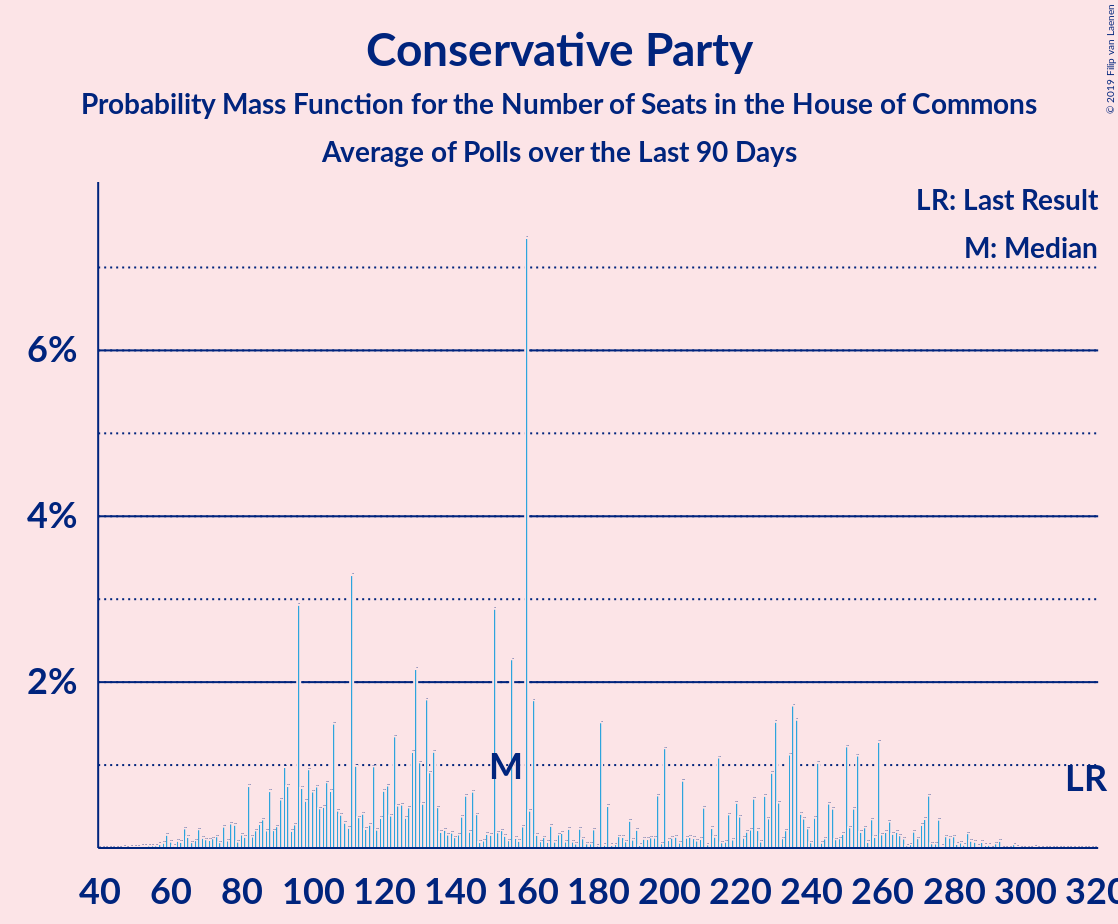 Conservative Party
Probability Mass Function for the Number of Seats in the House of Commons
Average of Polls over the Last 90 Days
© 2019 Filip van Laenen
LR: Last Result
M: Median
6%
4%
2%
M
LR
40 60 80 100 120 140 160 180 200 220 240 260 280 300 320